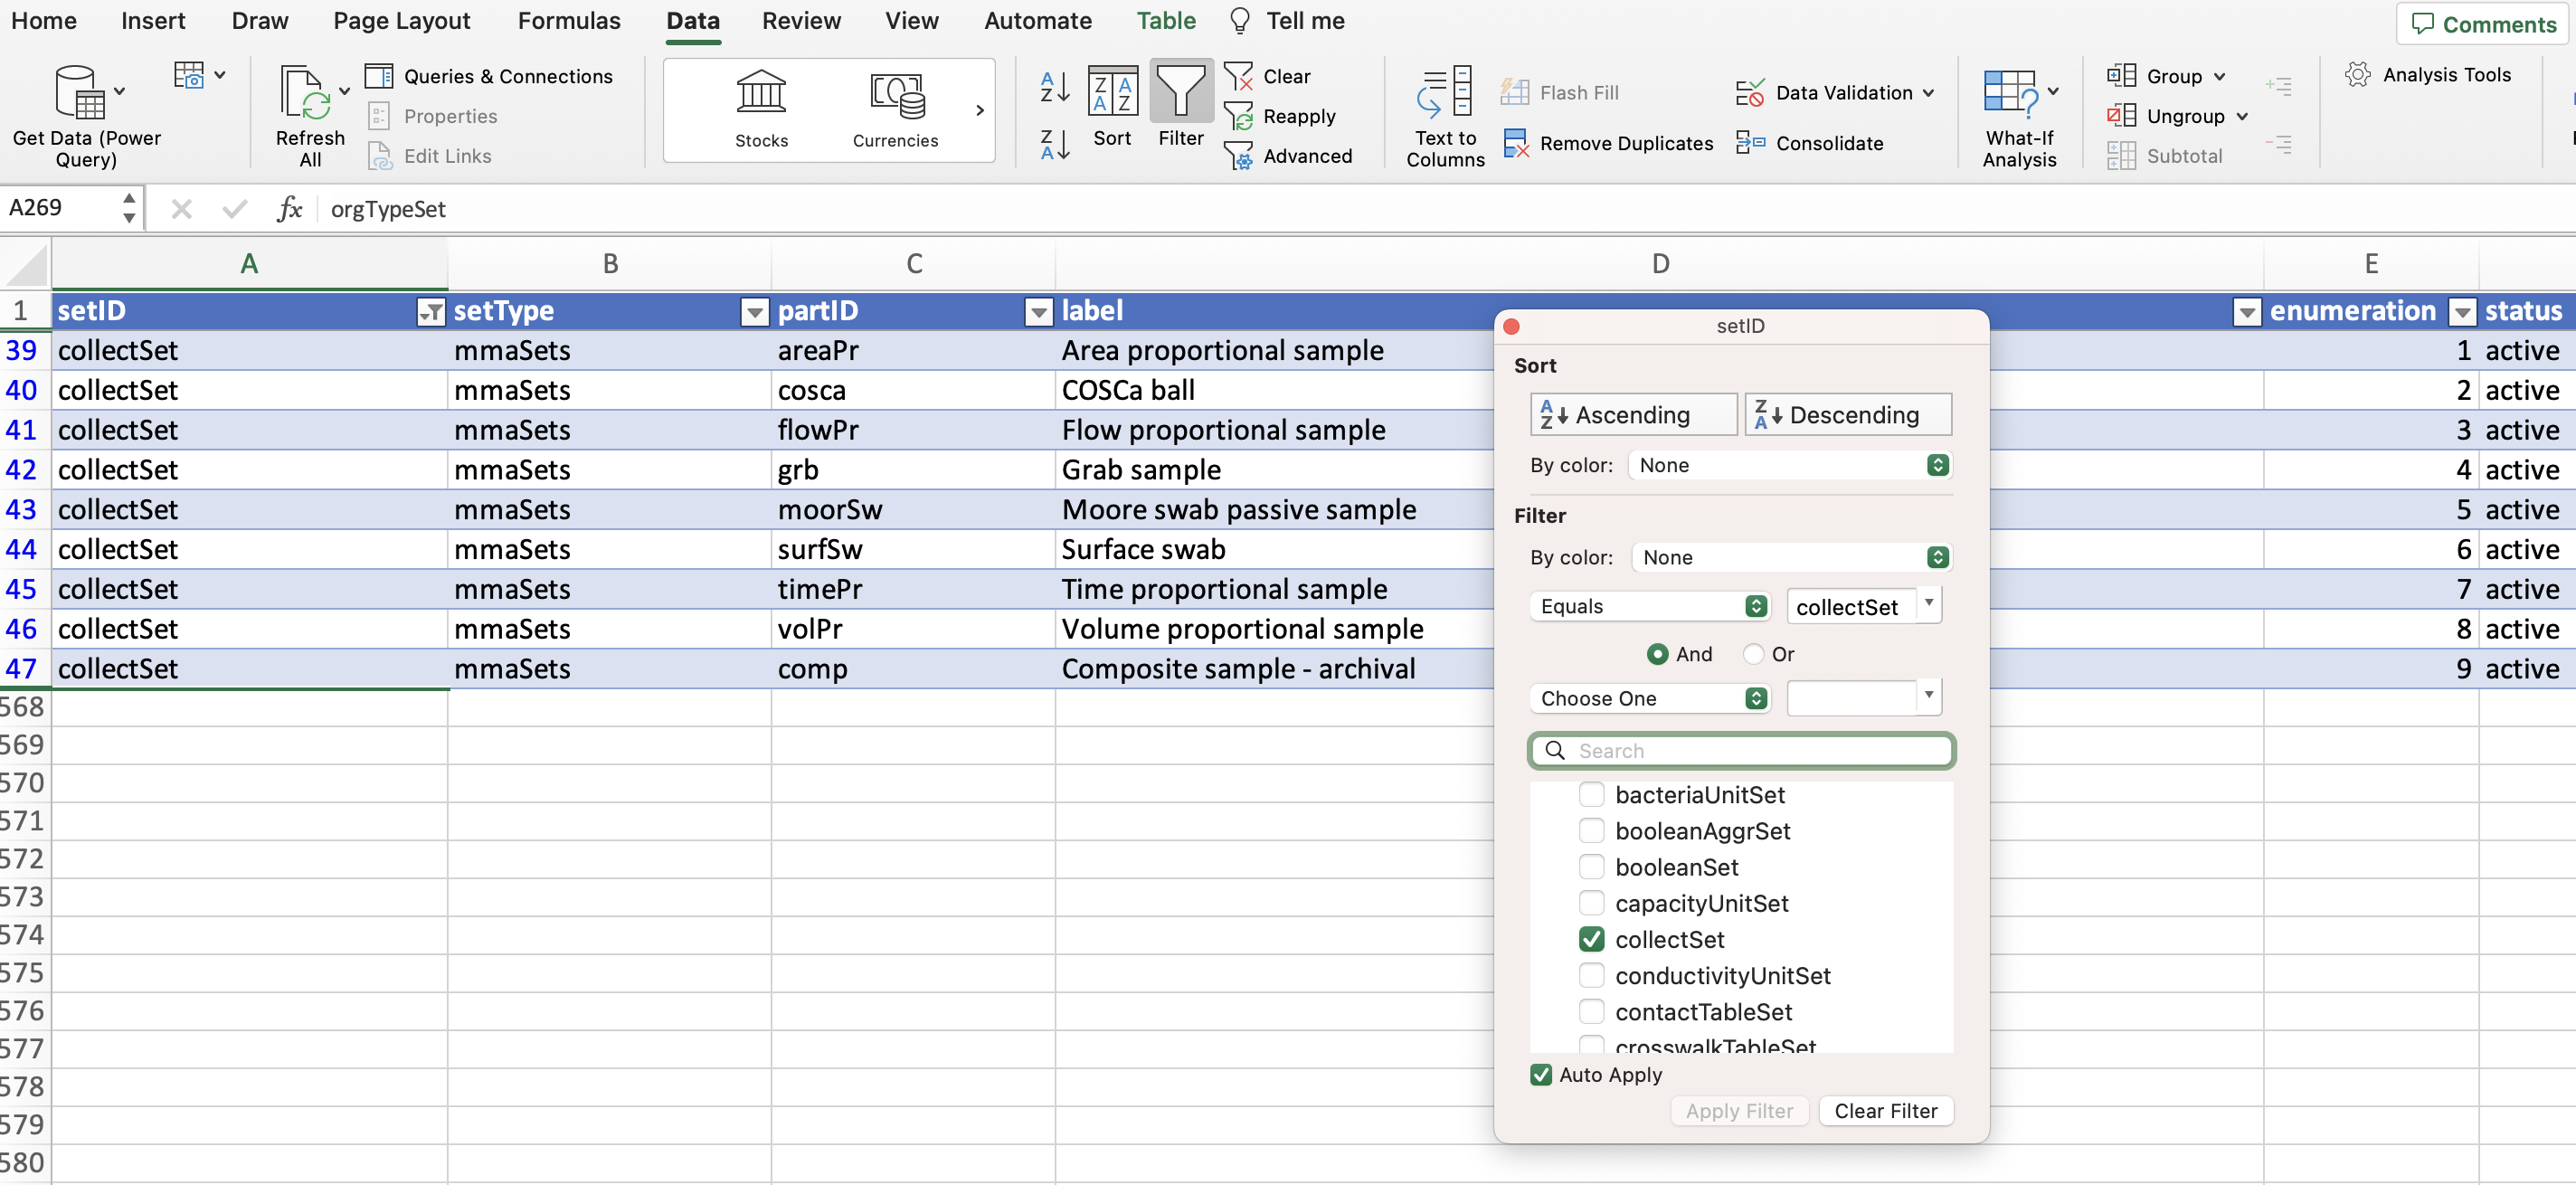 Home Insert Draw Page Layout Formulas Data Review View Automate Table Tell me Comments
Get Data (Power Query)
Refresh All
Queries & Connections
Properties
Edit Links
Stocks
Currencies
Sort
Filter
Clear
Reapply
Advanced
Text to Columns
Flash Fill
Remove Duplicates
Data Validation
Consolidate
What-If Analysis
Group
Ungroup
Subtotal
Analysis Tools
A269 fx orgTypeSet
A B C D E
1 setID setType partID label enumeration status
39 collectSet mmaSets areaPr Area proportional sample 1 active
40 collectSet mmaSets cosca COSCa ball 2 active
41 collectSet mmaSets flowPr Flow proportional sample 3 active
42 collectSet mmaSets grb Grab sample 4 active
43 collectSet mmaSets moorSw Moore swab passive sample 5 active
44 collectSet mmaSets surfSw Surface swab 6 active
45 collectSet mmaSets timePr Time proportional sample 7 active
46 collectSet mmaSets volPr Volume proportional sample 8 active
47 collectSet mmaSets comp Composite sample - archival 9 active
568
569
570
571
572
573
574
575
576
577
578
579
580
setID
Sort
Ascending Descending
By color: None
Filter
By color: None
Equals collectSet
And Or
Choose One
Search
bacteriaUnitSet
booleanAggrSet
booleanSet
capacityUnitSet
collectSet
conductivityUnitSet
contactTableSet
crosswalkTableSet
Auto Apply
Apply Filter Clear Filter